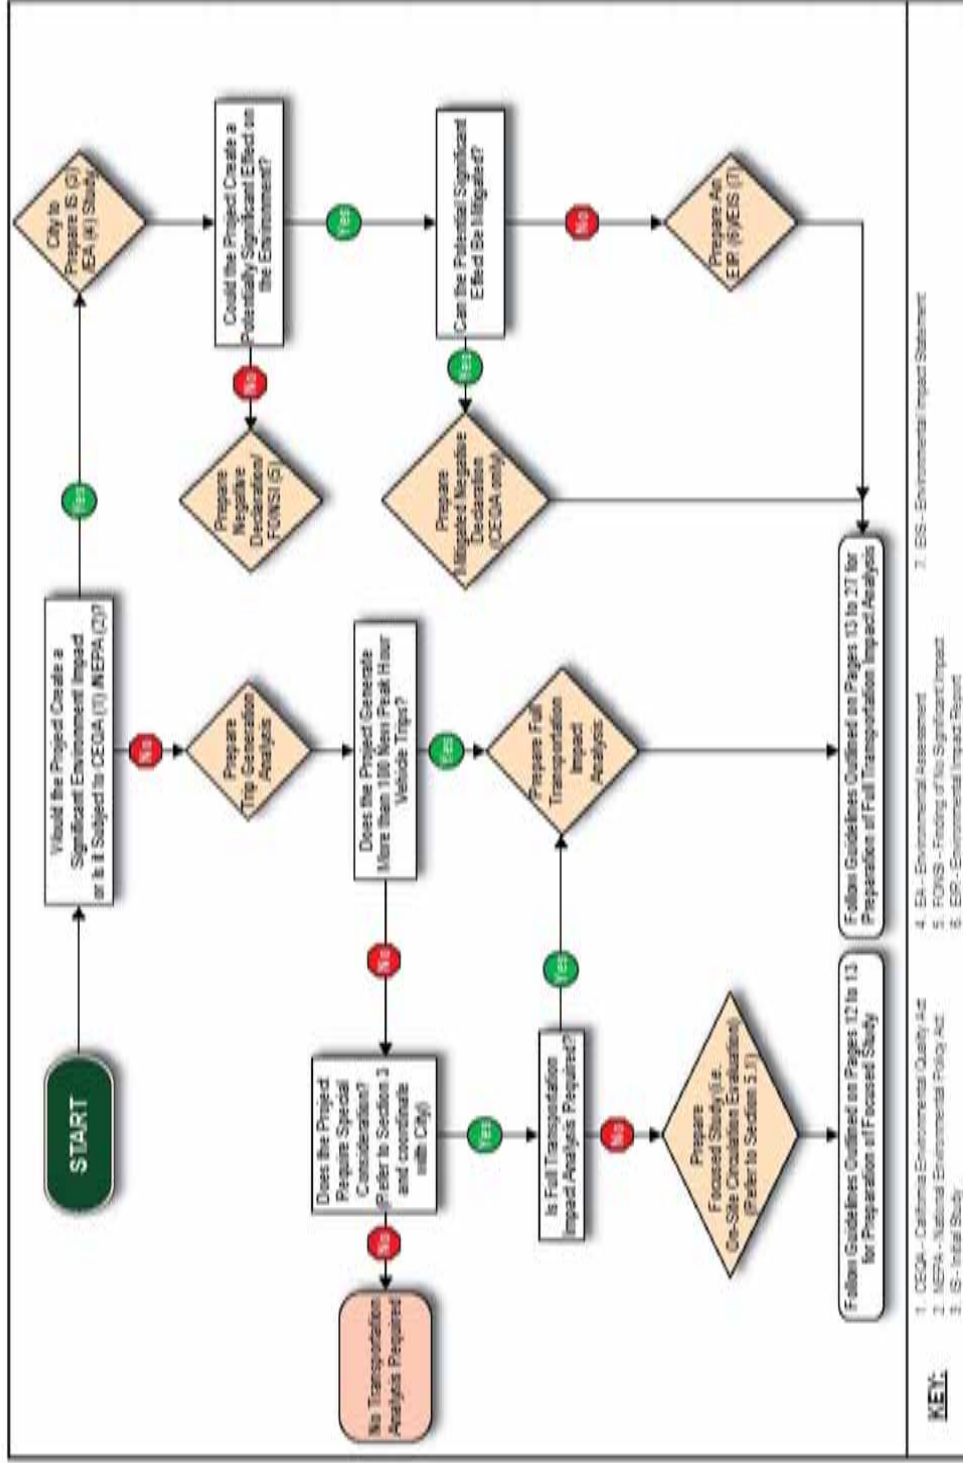 START
Would the Project Create a
Significant Environment Impact
or Is it Subject to CEQA (1) /NEPA (2)?
Yes
City to
Prepare IS (3)
/EA (4) Study
No
Prepare
Trip Generation
Analysis
Could the Project Create a
Potentially Significant Effect on
the Environment?
No
Prepare
Negative
Declaration/
FONSI (5)
Yes
Does the Project Generate
More than 100 New Peak Hour
Vehicle Trips?
No
Does the Project
Require Special
Consideration?
(Refer to Section 3
and coordinate
with City)
No
No Transportation
Analysis Required
Yes
Can the Potential Significant
Effect Be Mitigated?
Yes
Prepare
Mitigated Negative
Declaration
(CEQA only)
Yes
Prepare Full
Transportation
Impact
Analysis
Yes
Is Full Transportation
Impact Analysis Required?
No
No
Prepare An
EIR (6)/EIS (7)
Prepare
Focused Study (i.e.
On-Site Circulation Evaluation)
(Refer to Section 5.1)
Follow Guidelines Outlined on Pages 12 to 13
for Preparation of Focused Study
Follow Guidelines Outlined on Pages 13 to 27 for
Preparation of Full Transportation Impact Analysis
KEY:
1. CEQA - California Environmental Quality Act
2. NEPA - National Environmental Policy Act
3. IS - Initial Study
4. EA - Environmental Assessment
5. FONSI - Finding of No Significant Impact
6. EIR - Environmental Impact Report
7. EIS - Environmental Impact Statement